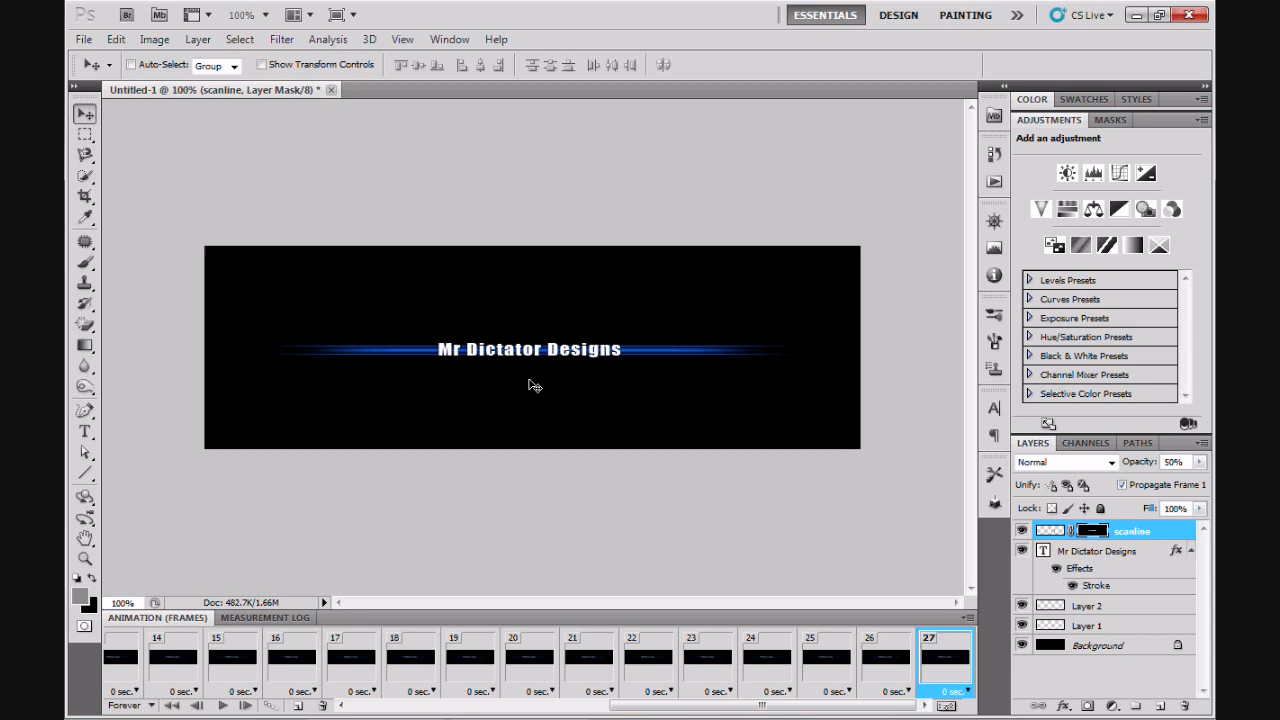 Ps Br Mb 100% ESSENTIALS DESIGN PAINTING CS Live
File Edit Image Layer Select Filter Analysis 3D View Window Help
Auto-Select: Group Show Transform Controls
Untitled-1 @ 100% (scanline, Layer Mask/8) *
COLOR SWATCHES STYLES
ADJUSTMENTS MASKS
Add an adjustment
Levels Presets
Curves Presets
Exposure Presets
Hue/Saturation Presets
Black & White Presets
Channel Mixer Presets
Selective Color Presets
Mr Dictator Designs
LAYERS CHANNELS PATHS
Normal Opacity: 50%
Unify: Propagate Frame 1
Lock: Fill: 100%
scanline
T Mr Dictator Designs fx
Effects
Stroke
Layer 2
Layer 1
Background
100% Doc: 482.7K/1.66M
ANIMATION (FRAMES) MEASUREMENT LOG
14 15 16 17 18 19 20 21 22 23 24 25 26 27
0 sec. 0 sec. 0 sec. 0 sec. 0 sec. 0 sec. 0 sec. 0 sec. 0 sec. 0 sec. 0 sec. 0 sec. 0 sec. 0 sec. 0 sec.
Forever